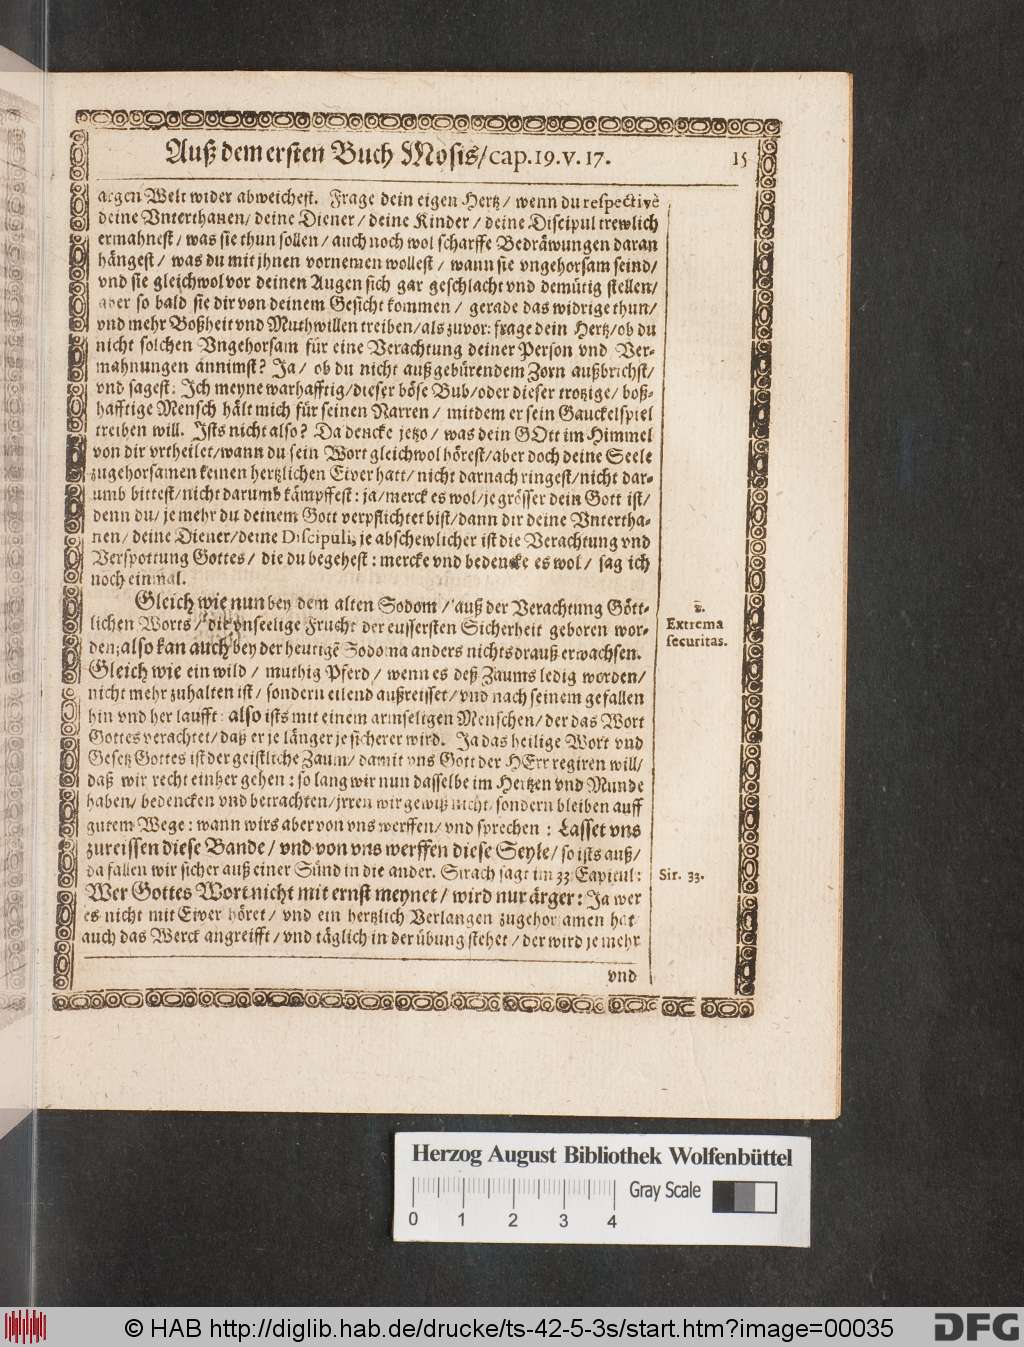 Auß dem ersten Buch Mosis/cap.19.v.17. 15
argen Welt wider abweichest. Frage dein eigen Hertz/ wenn du respectivè
deine Vnterthanen/ deine Diener/ deine Kinder/ deine Discipul trewlich
ermahnest/ was sie thun sollen/ auch noch wol scharffe Bedräwungen daran
hängest/ was du mit jhnen vornemen wollest/ wann sie vngehorsam seind/
vnd sie gleichwol vor deinen Augen sich gar geschlacht vnd demütig stellen/
aber so bald sie dir von deinem Gesicht kommen/ gerade das widrige thun/
vnd mehr Boßheit vnd Muthwillen treiben/ als zuvor: frage dein Hertz/ob du
nicht solchen Vngehorsam für eine Verachtung deiner Person vnd Ver-
mahnungen annimst? Ja/ ob du nicht auß gebürendem Zorn außbrichst/
vnd sagest: Ich meyne warhafftig/dieser böse Bub/oder dieser trotzige/ boß-
hafftige Mensch hält mich für seinen Narren/ mit dem er sein Gauckelspiel
treiben will. Ists nicht also? Da dencke jetzo/ was dein GOtt im Himmel
von dir vrtheilet/wann du sein Wort gleichwol hörest/aber doch deine Seele
zugehorsamen keinen hertzlichen Eiver hatt/ nicht darnach ringest/nicht dar-
umb bittest/nicht darumb kämpffest: ja/merck es wol/je grösser dein Gott ist/
denn du/ je mehr du deinem Gott verpflichtet bist/dann dir deine Vntertha-
nen/ deine Diener/deine Discipuli, je abschewlicher ist die Verachtung vnd
Verspottung Gottes/ die du begehest: mercke vnd bedencke es wol/ sag ich
noch einmal.
Gleich wie nun bey dem alten Sodom/ auß der Verachtung Gött-
lichen Worts/ die vnseelige Frucht der eussersten Sicherheit geboren wor-
den; also kan auch bey der heutigē Sodoma anders nichts drauß erwachsen.
Gleich wie ein wild/ muthig Pferd/ wenn es deß Zaums ledig worden/
nicht mehr zuhalten ist/ sondern eilend außreisset/ vnd nach seinem gefallen
hin vnd her laufft: also ists mit einem armseligen Menschen/ der das Wort
Gottes verachtet/ daß er je länger je sicherer wird. Ja das heilige Wort vnd
Gesetz Gottes ist der geistliche Zaum/ damit vns Gott der HErr regiren will/
daß wir recht einher gehen: so lang wir nun dasselbe im Hertzen vnd Munde
haben/ bedencken vnd betrachten/ jrren wir gewiß nicht/ sondern bleiben auff
gutem Wege: wann wirs aber von vns werffen/ vnd sprechen: Lasset vns
zureissen diese Bande/ vnd von vns werffen diese Seyle/ so ists auß/
da fallen wir sicher auß einer Sünd in die ander. Sirach sagt im 33 Capitul:
Wer Gottes Wort nicht mit ernst meynet/ wird nur ärger: Ja wer
es nicht mit Eiver höret/ vnd ein hertzlich Verlangen zugehorsamen hat
auch das Werck angreifft/ vnd täglich in der übung stehet/ der wird je mehr
vnd
Extrema
securitas.
Sir. 33.
Herzog August Bibliothek Wolfenbüttel
Gray Scale
0 1 2 3 4
© HAB http://diglib.hab.de/drucke/ts-42-5-3s/start.htm?image=00035
DFG